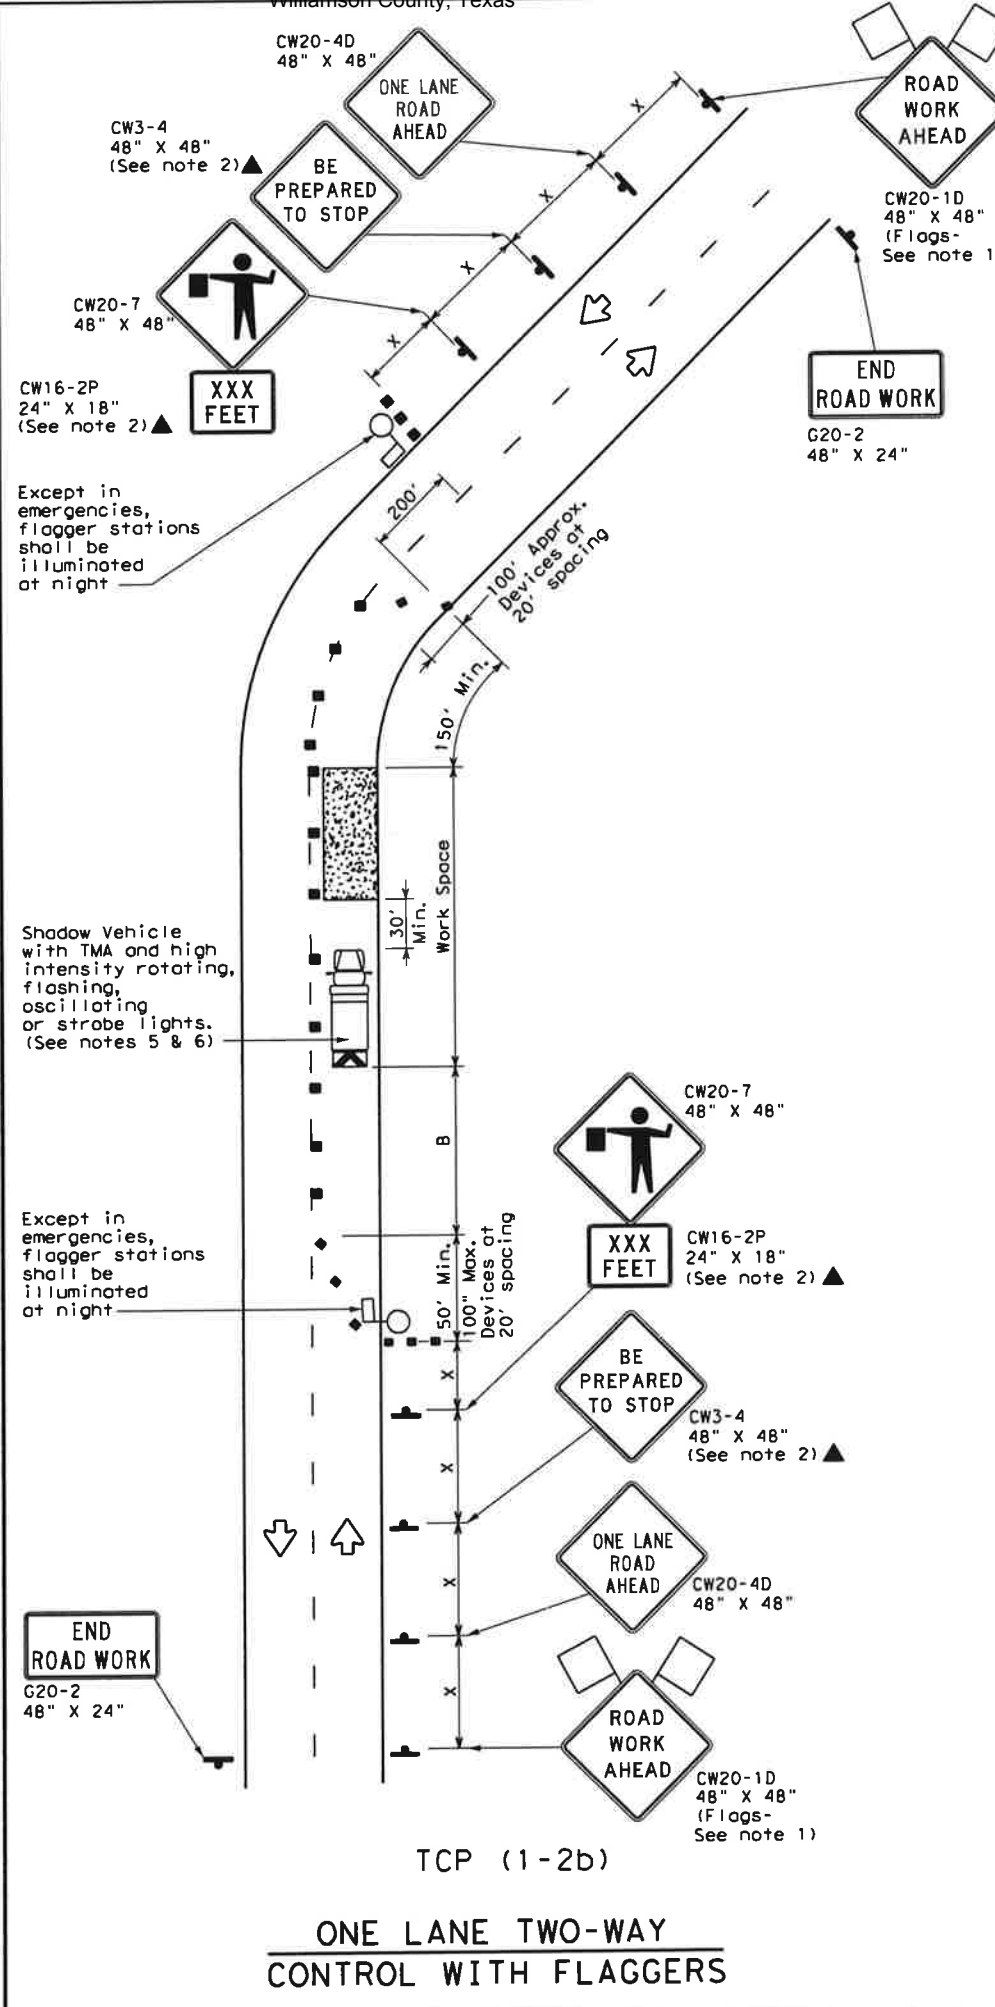 Williamson County, Texas
CW20-4D
48" X 48"
ONE LANE
ROAD
AHEAD
X
ROAD
WORK
AHEAD
CW3-4
48" X 48"
(See note 2)▲
BE
PREPARED
TO STOP
X
CW20-1D
48" X 48"
(Flags-
See note 1
X
CW20-7
48" X 48"
X
END
ROAD WORK
G20-2
48" X 24"
CW16-2P
24" X 18"
(See note 2)▲
XXX
FEET
Except in
emergencies,
flagger stations
shall be
illuminated
at night
200'
100' Approx.
Devices at
20' spacing
150' Min.
Work Space
30'
Min.
Shadow Vehicle
with TMA and high
intensity rotating,
flashing,
oscillating
or strobe lights.
(See notes 5 & 6)
B
CW20-7
48" X 48"
Except in
emergencies,
flagger stations
shall be
illuminated
at night
50' Min.
100" Max.
Devices at
20' spacing
XXX
FEET
CW16-2P
24" X 18"
(See note 2)▲
X
BE
PREPARED
TO STOP
CW3-4
48" X 48"
(See note 2)▲
X
ONE LANE
ROAD
AHEAD
CW20-4D
48" X 48"
X
END
ROAD WORK
G20-2
48" X 24"
X
ROAD
WORK
AHEAD
CW20-1D
48" X 48"
(Flags-
See note 1)
TCP (1-2b)
ONE LANE TWO-WAY
CONTROL WITH FLAGGERS